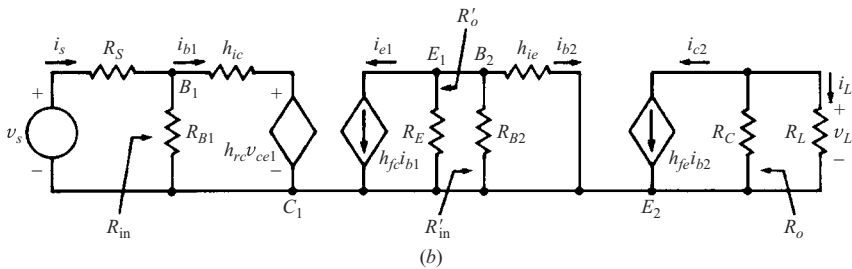 R′o
is RS ib1 hic ie1 E1 B2 hie ib2 ic2 iL
+ B1 + +
vs RB1 hrcvce1 RE RB2 RC RL vL
hfcib1 hfeib2
− − −
Rin C1 R′in E2 Ro
(b)